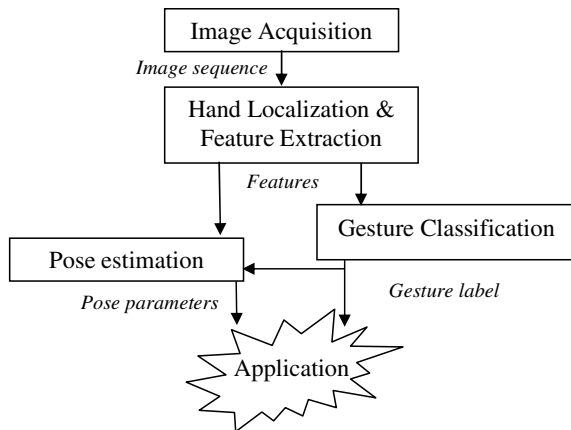 Image Acquisition
Image sequence
Hand Localization &
Feature Extraction
Features
Gesture Classification
Pose estimation
Pose parameters
Gesture label
Application